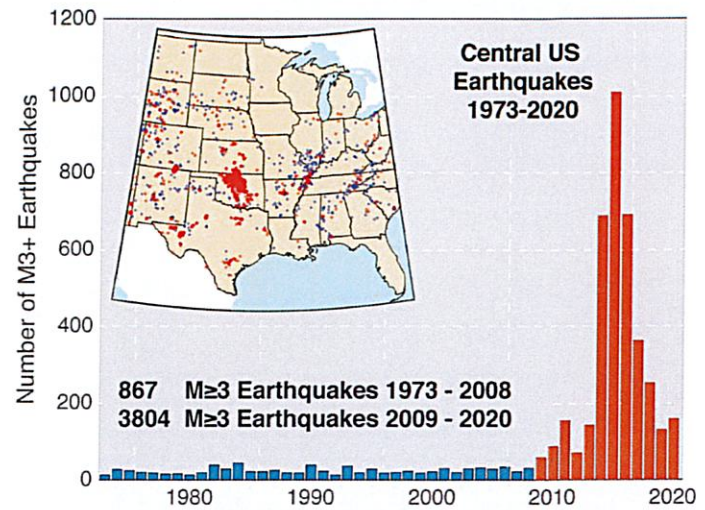 1200
1000
800
600
400
200
0
Number of M3+ Earthquakes
Central US
Earthquakes
1973-2020
867 M≥3 Earthquakes 1973 - 2008
3804 M≥3 Earthquakes 2009 - 2020
1980 1990 2000 2010 2020